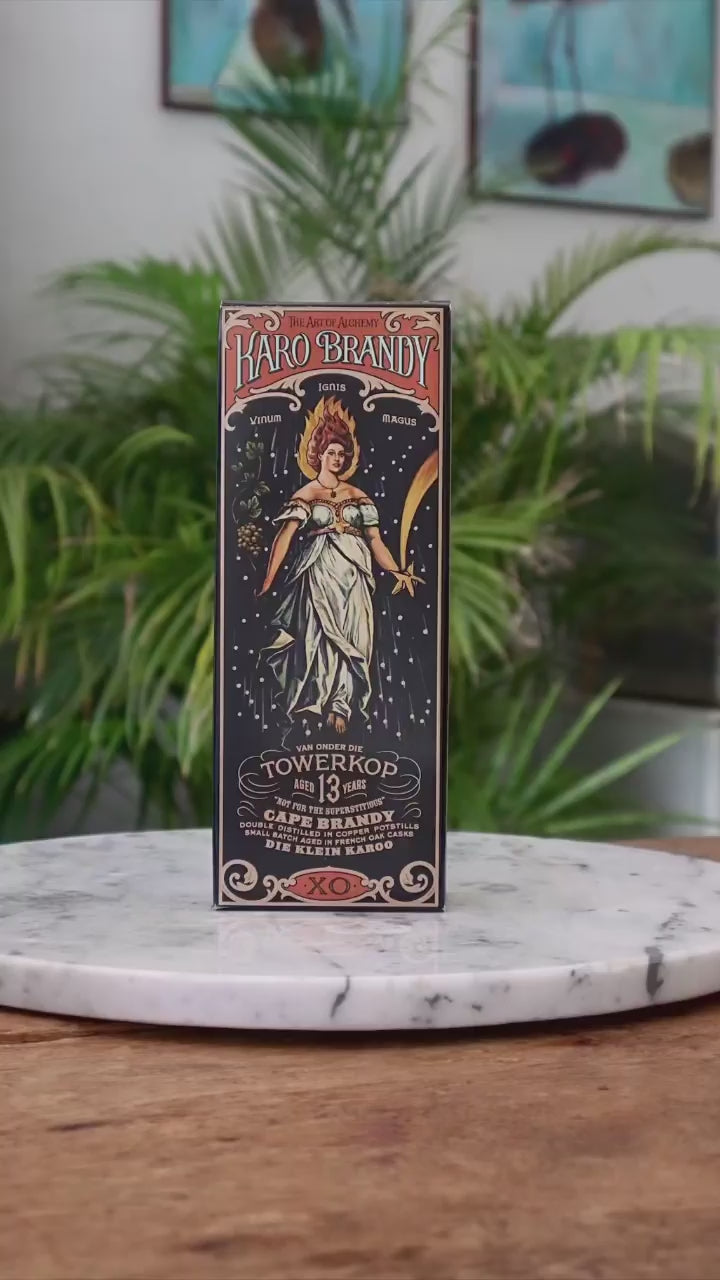 THE ART OF ALCHEMY
KARO BRANDY
IGNIS
VINUM MAGUS
VAN ONDER DIE
TOWERKOP
AGED 13 YEARS
"NOT FOR THE SUPERSTITIOUS"
CAPE BRANDY
DOUBLE DISTILLED IN COPPER POTSTILLS
SMALL BATCH AGED IN FRENCH OAK CASKS
DIE KLEIN KAROO
XO